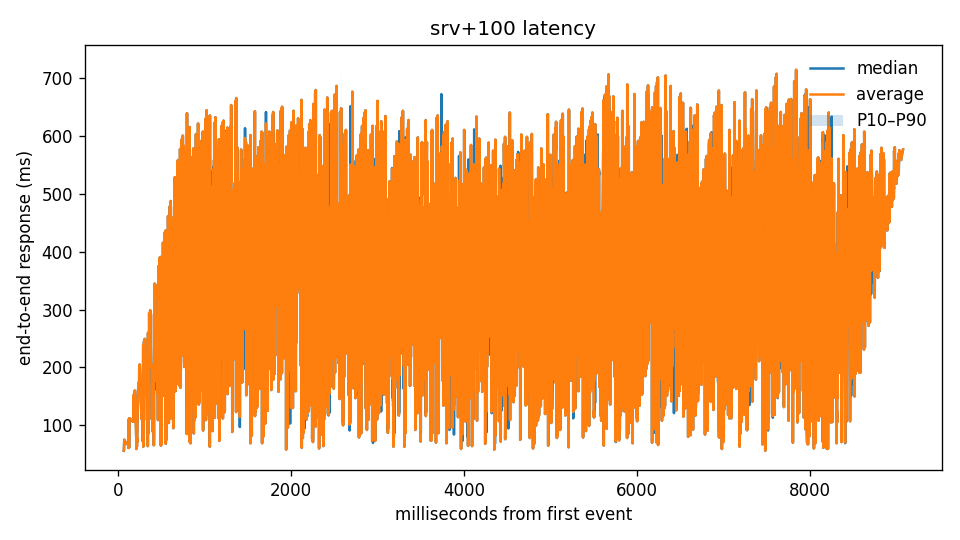 srv+100 latency
median
average
P10–P90
end-to-end response (ms)
700
600
500
400
300
200
100
0
2000
4000
6000
8000
milliseconds from first event